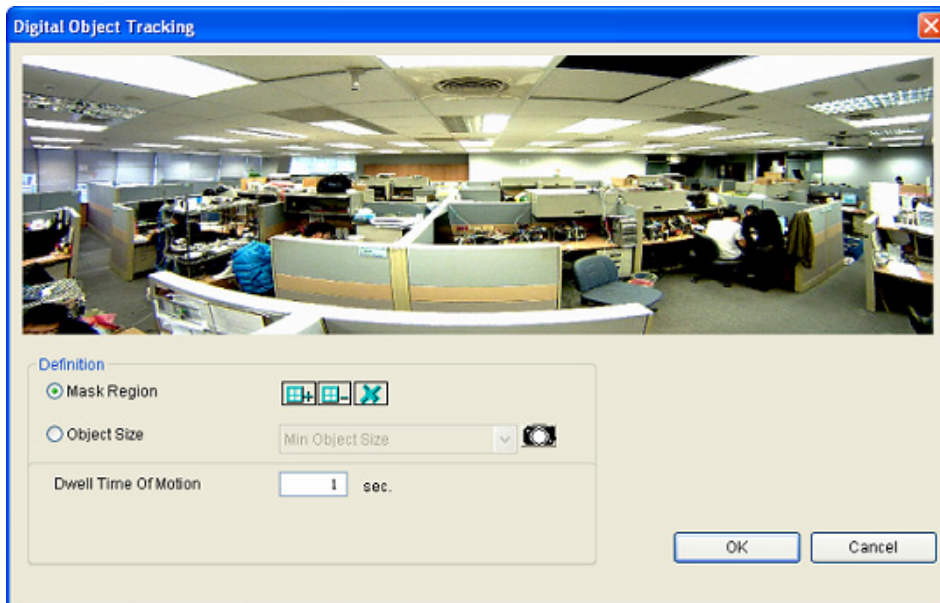 Digital Object Tracking
Definition
Mask Region
Object Size
Min Object Size
Dwell Time Of Motion
1 sec.
OK
Cancel